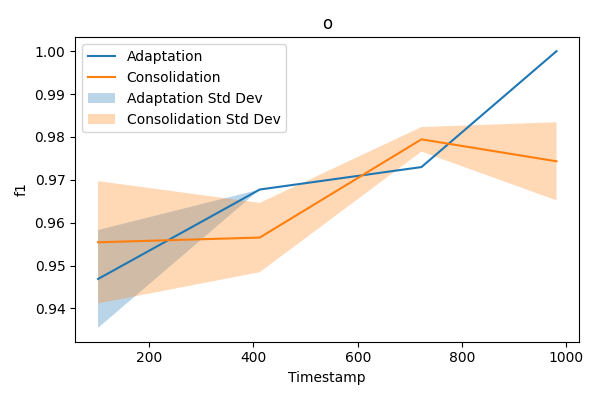 o
1.00
0.99
0.98
0.97
0.96
0.95
0.94
f1
Adaptation
Consolidation
Adaptation Std Dev
Consolidation Std Dev
200
400
600
800
1000
Timestamp